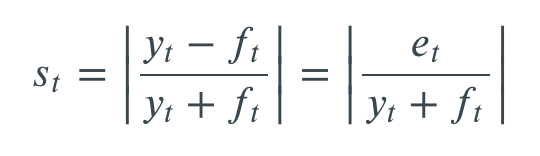 s_t = | (y_t − f_t) / (y_t + f_t) | = | e_t / (y_t + f_t) |